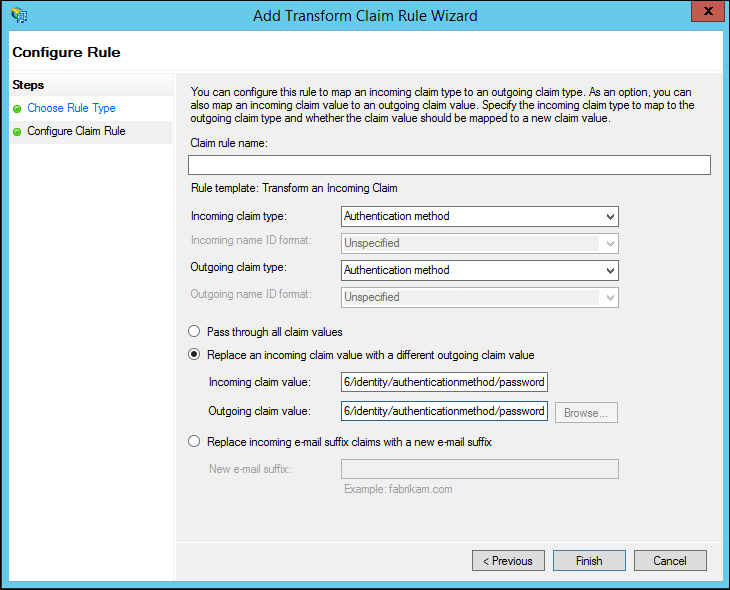 Add Transform Claim Rule Wizard
X
Configure Rule
Steps
Choose Rule Type
Configure Claim Rule
You can configure this rule to map an incoming claim type to an outgoing claim type. As an option, you can
also map an incoming claim value to an outgoing claim value. Specify the incoming claim type to map to the
outgoing claim type and whether the claim value should be mapped to a new claim value.
Claim rule name:
Rule template: Transform an Incoming Claim
Incoming claim type: Authentication method
Incoming name ID format: Unspecified
Outgoing claim type: Authentication method
Outgoing name ID format: Unspecified
Pass through all claim values
Replace an incoming claim value with a different outgoing claim value
Incoming claim value: 6/identity/authenticationmethod/password
Outgoing claim value: 6/identity/authenticationmethod/password Browse...
Replace incoming e-mail suffix claims with a new e-mail suffix
New e-mail suffix:
Example: fabrikam.com
< Previous Finish Cancel